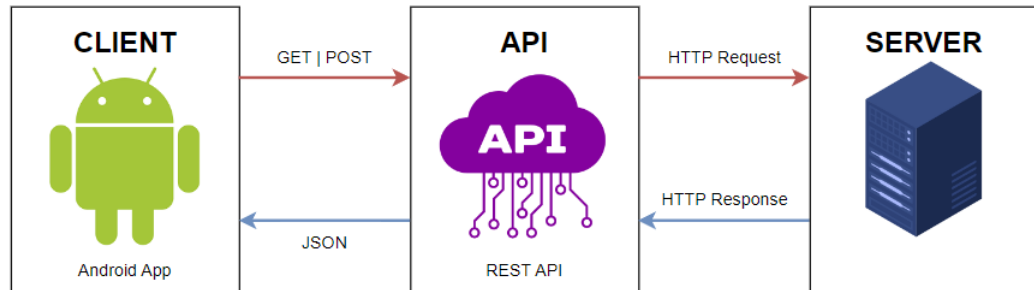 CLIENT
API
SERVER
GET | POST
HTTP Request
API
HTTP Response
JSON
Android App
REST API